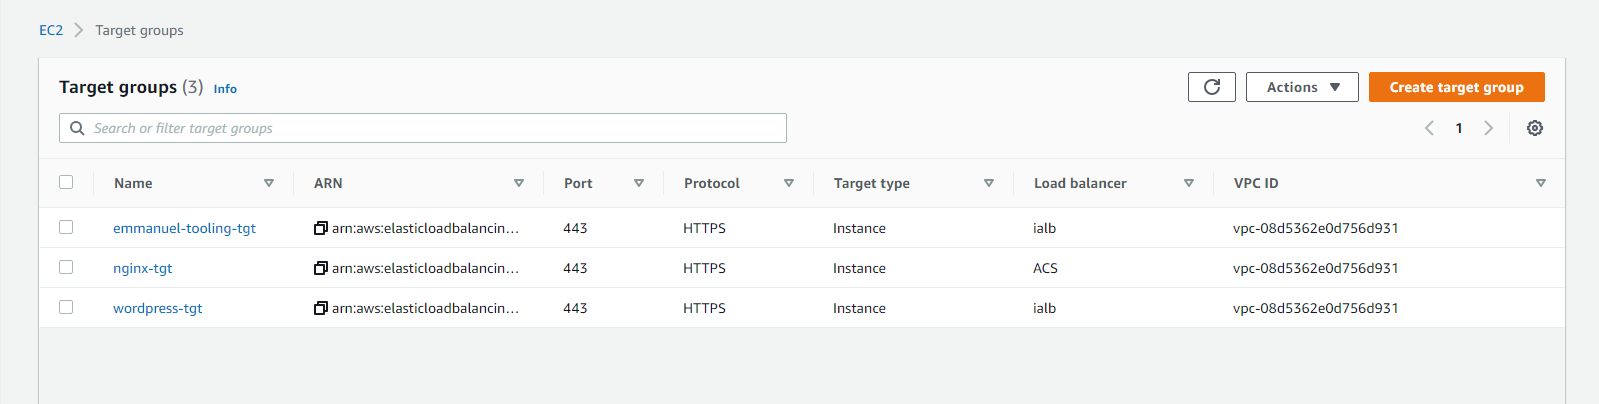 EC2 > Target groups
Target groups (3) Info
Actions Create target group
Search or filter target groups
1
Name ARN Port Protocol Target type Load balancer VPC ID
emmanuel-tooling-tgt arn:aws:elasticloadbalancin... 443 HTTPS Instance ialb vpc-08d5362e0d756d931
nginx-tgt arn:aws:elasticloadbalancin... 443 HTTPS Instance ACS vpc-08d5362e0d756d931
wordpress-tgt arn:aws:elasticloadbalancin... 443 HTTPS Instance ialb vpc-08d5362e0d756d931